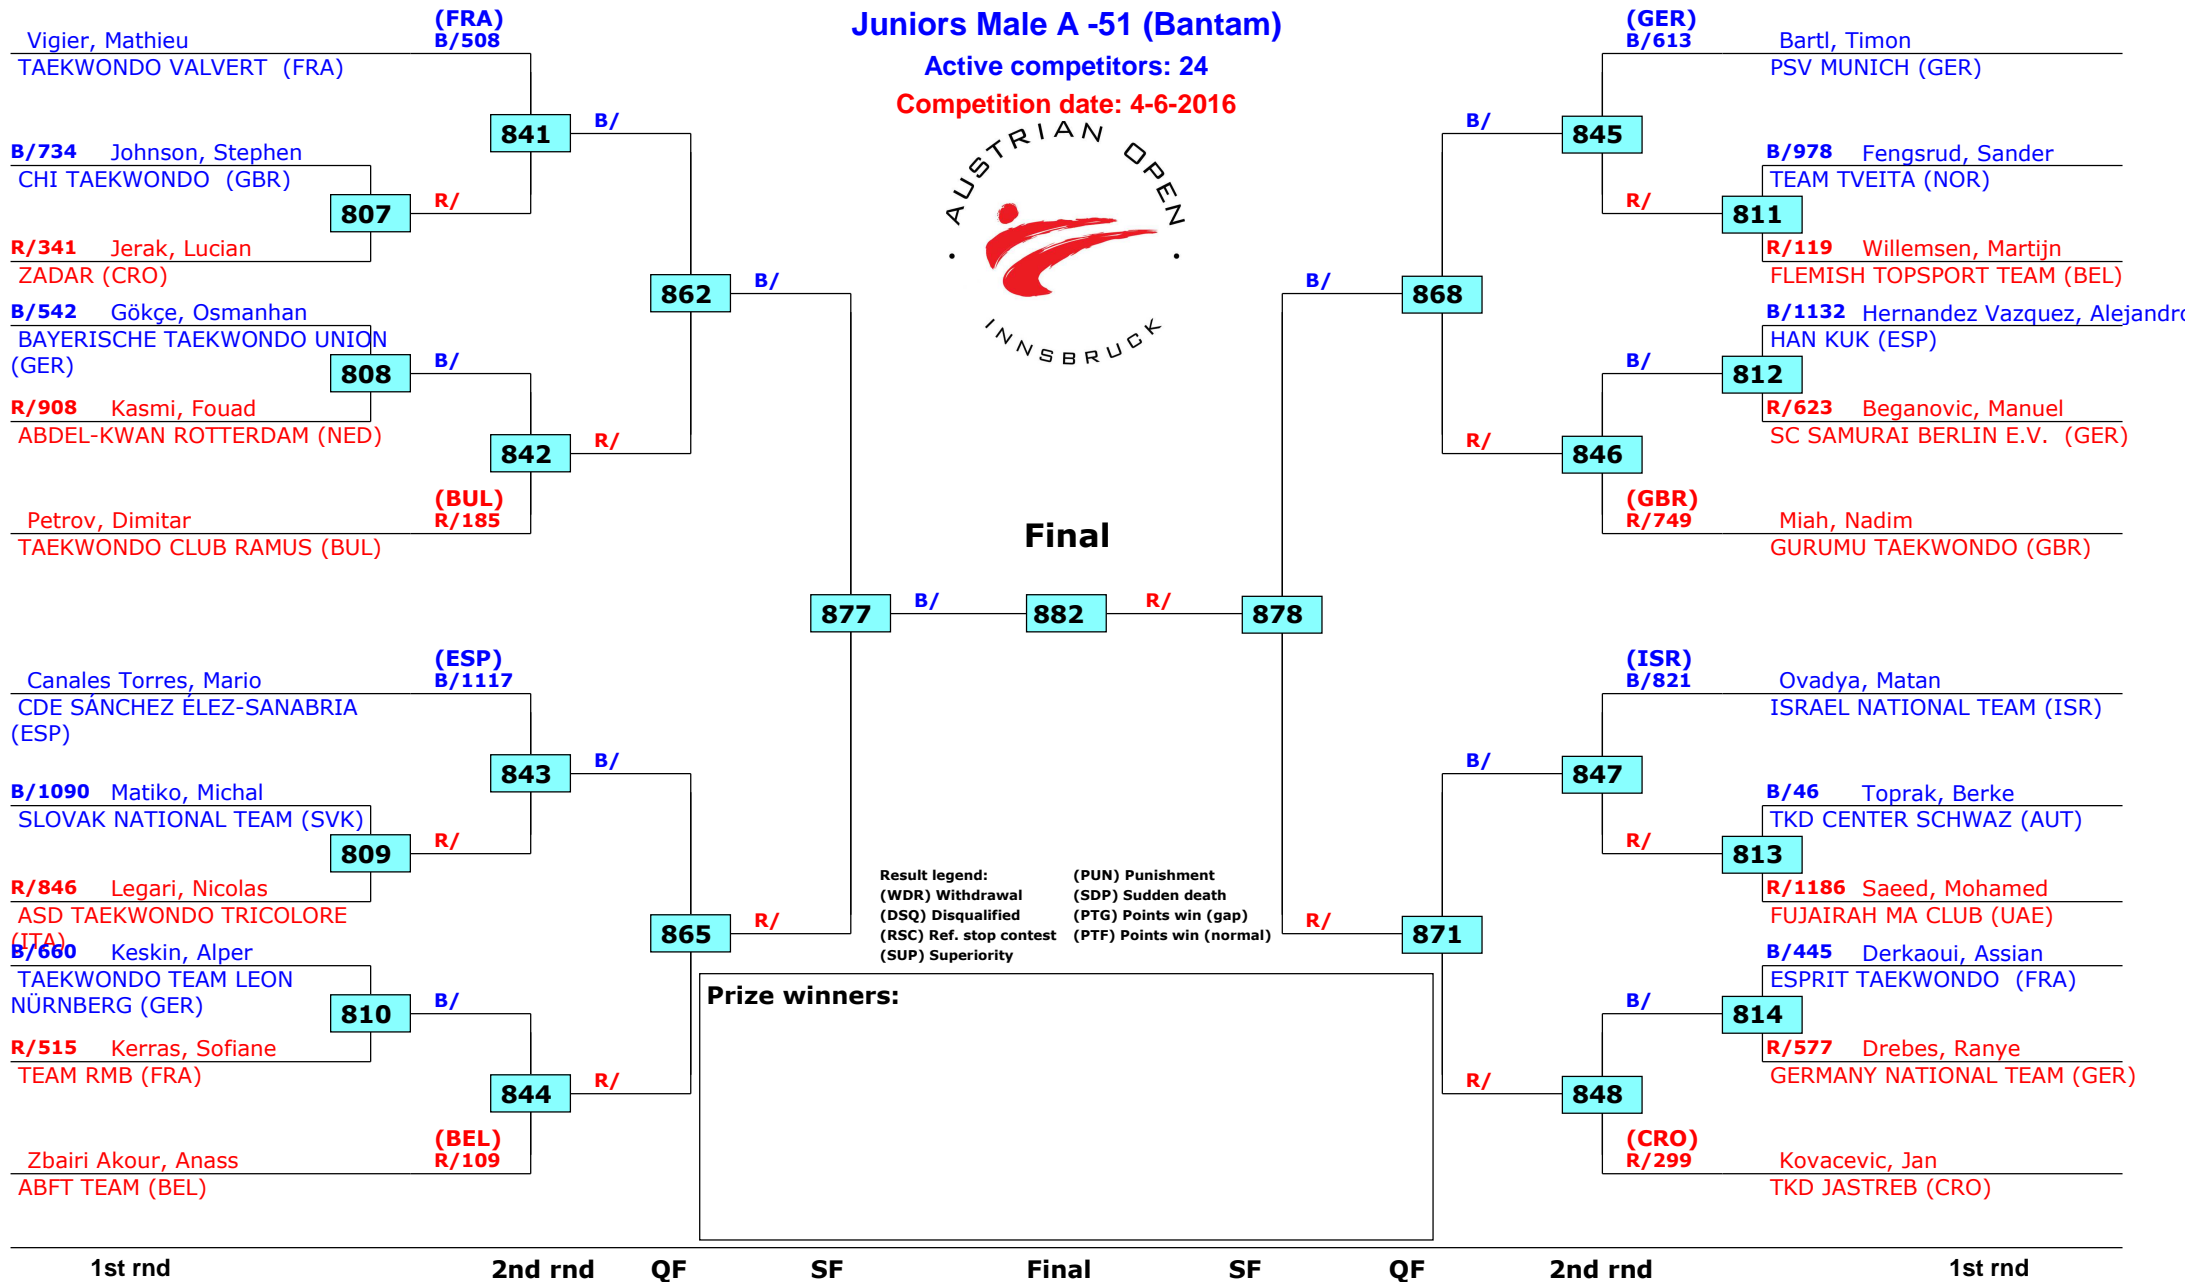 Juniors Male A -51 (Bantam)
Active competitors: 24
Competition date: 4-6-2016
AUSTRIAN OPEN
INNSBRUCK
(FRA)
Vigier, Mathieu B/508
TAEKWONDO VALVERT (FRA)
841
B/
B/734 Johnson, Stephen
CHI TAEKWONDO (GBR)
807
R/
R/341 Jerak, Lucian
ZADAR (CRO)
862
B/
B/542 Gökçe, Osmanhan
BAYERISCHE TAEKWONDO UNION
(GER)
808
B/
R/908 Kasmi, Fouad
ABDEL-KWAN ROTTERDAM (NED)
842
R/
(BUL)
Petrov, Dimitar R/185
TAEKWONDO CLUB RAMUS (BUL)
877
B/
Final
882
R/
878
(ESP)
Canales Torres, Mario B/1117
CDE SÁNCHEZ ÉLEZ-SANABRIA
(ESP)
843
B/
B/1090 Matiko, Michal
SLOVAK NATIONAL TEAM (SVK)
809
R/
R/846 Legari, Nicolas
ASD TAEKWONDO TRICOLORE
(ITA)
865
R/
B/660 Keskin, Alper
TAEKWONDO TEAM LEON
NÜRNBERG (GER)
810
B/
R/515 Kerras, Sofiane
TEAM RMB (FRA)
844
R/
(BEL)
Zbairi Akour, Anass R/109
ABFT TEAM (BEL)
(GER)
B/613 Bartl, Timon
PSV MUNICH (GER)
B/
845
B/978 Fengsrud, Sander
TEAM TVEITA (NOR)
R/
811
R/119 Willemsen, Martijn
FLEMISH TOPSPORT TEAM (BEL)
B/
868
B/1132 Hernandez Vazquez, Alejandro
HAN KUK (ESP)
B/
812
R/623 Beganovic, Manuel
SC SAMURAI BERLIN E.V. (GER)
R/
846
(GBR)
R/749 Miah, Nadim
GURUMU TAEKWONDO (GBR)
(ISR)
B/821 Ovadya, Matan
ISRAEL NATIONAL TEAM (ISR)
B/
847
B/46 Toprak, Berke
TKD CENTER SCHWAZ (AUT)
R/
813
R/1186 Saeed, Mohamed
FUJAIRAH MA CLUB (UAE)
R/
871
B/445 Derkaoui, Assian
ESPRIT TAEKWONDO (FRA)
B/
814
R/577 Drebes, Ranye
GERMANY NATIONAL TEAM (GER)
R/
848
(CRO)
R/299 Kovacevic, Jan
TKD JASTREB (CRO)
Result legend: (PUN) Punishment
(WDR) Withdrawal (SDP) Sudden death
(DSQ) Disqualified (PTG) Points win (gap)
(RSC) Ref. stop contest (PTF) Points win (normal)
(SUP) Superiority
Prize winners:
1st rnd 2nd rnd QF SF Final SF QF 2nd rnd 1st rnd